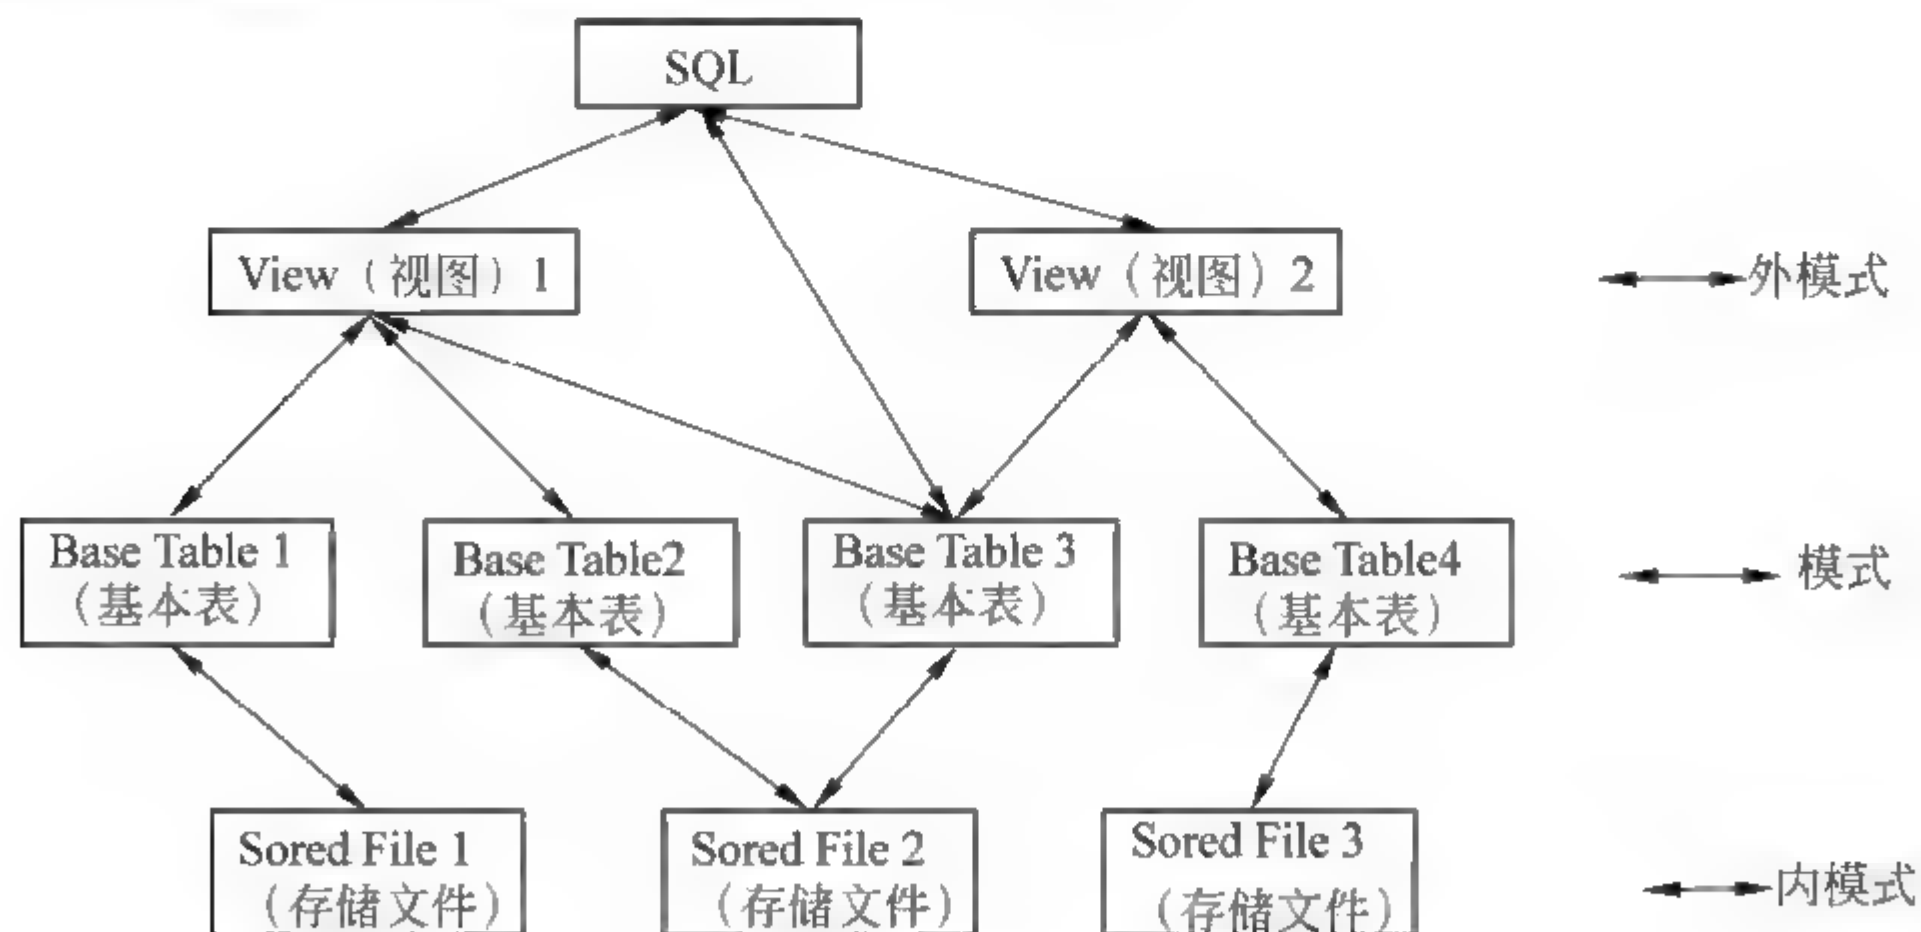 SQL
View（视图）1
View（视图）2
外模式
Base Table 1
（基本表）
Base Table2
（基本表）
Base Table 3
（基本表）
Base Table4
（基本表）
模式
Sored File 1
（存储文件）
Sored File 2
（存储文件）
Sored File 3
（存储文件）
内模式